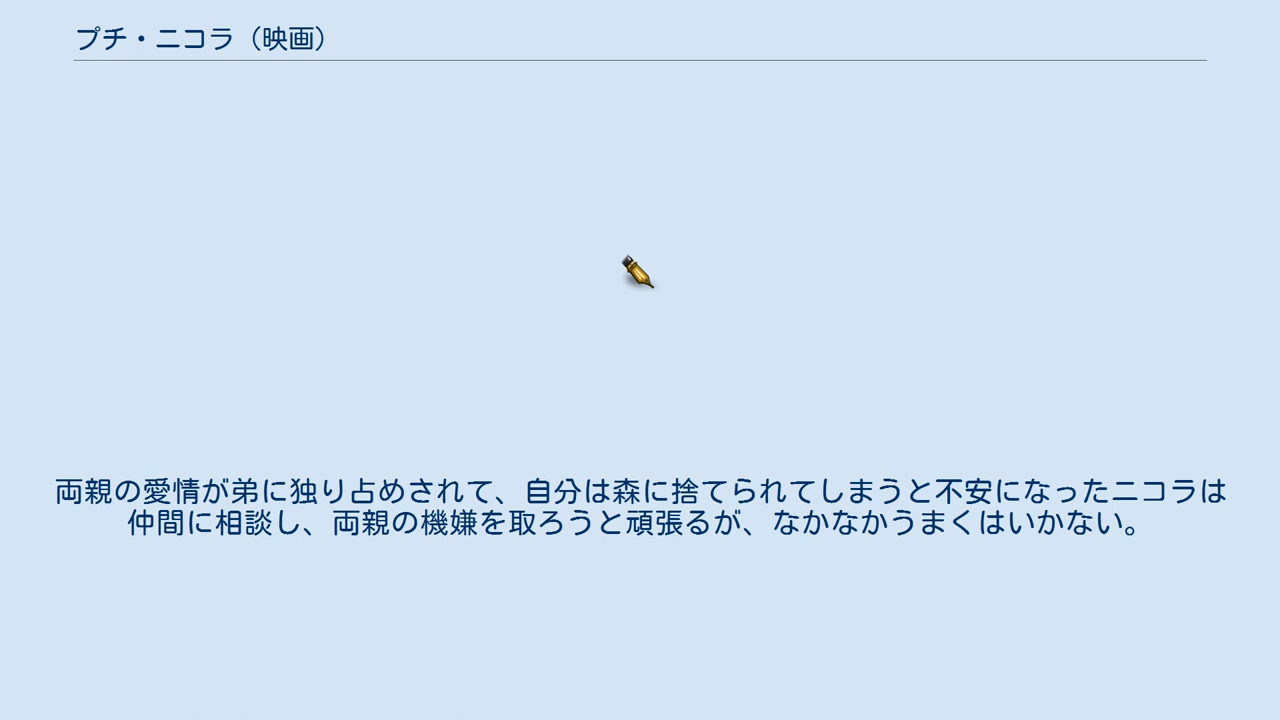 プチ・ニコラ（映画）
両親の愛情が弟に独り占めされて、自分は森に捨てられてしまうと不安になったニコラは
仲間に相談し、両親の機嫌を取ろうと頑張るが、なかなかうまくはいかない。